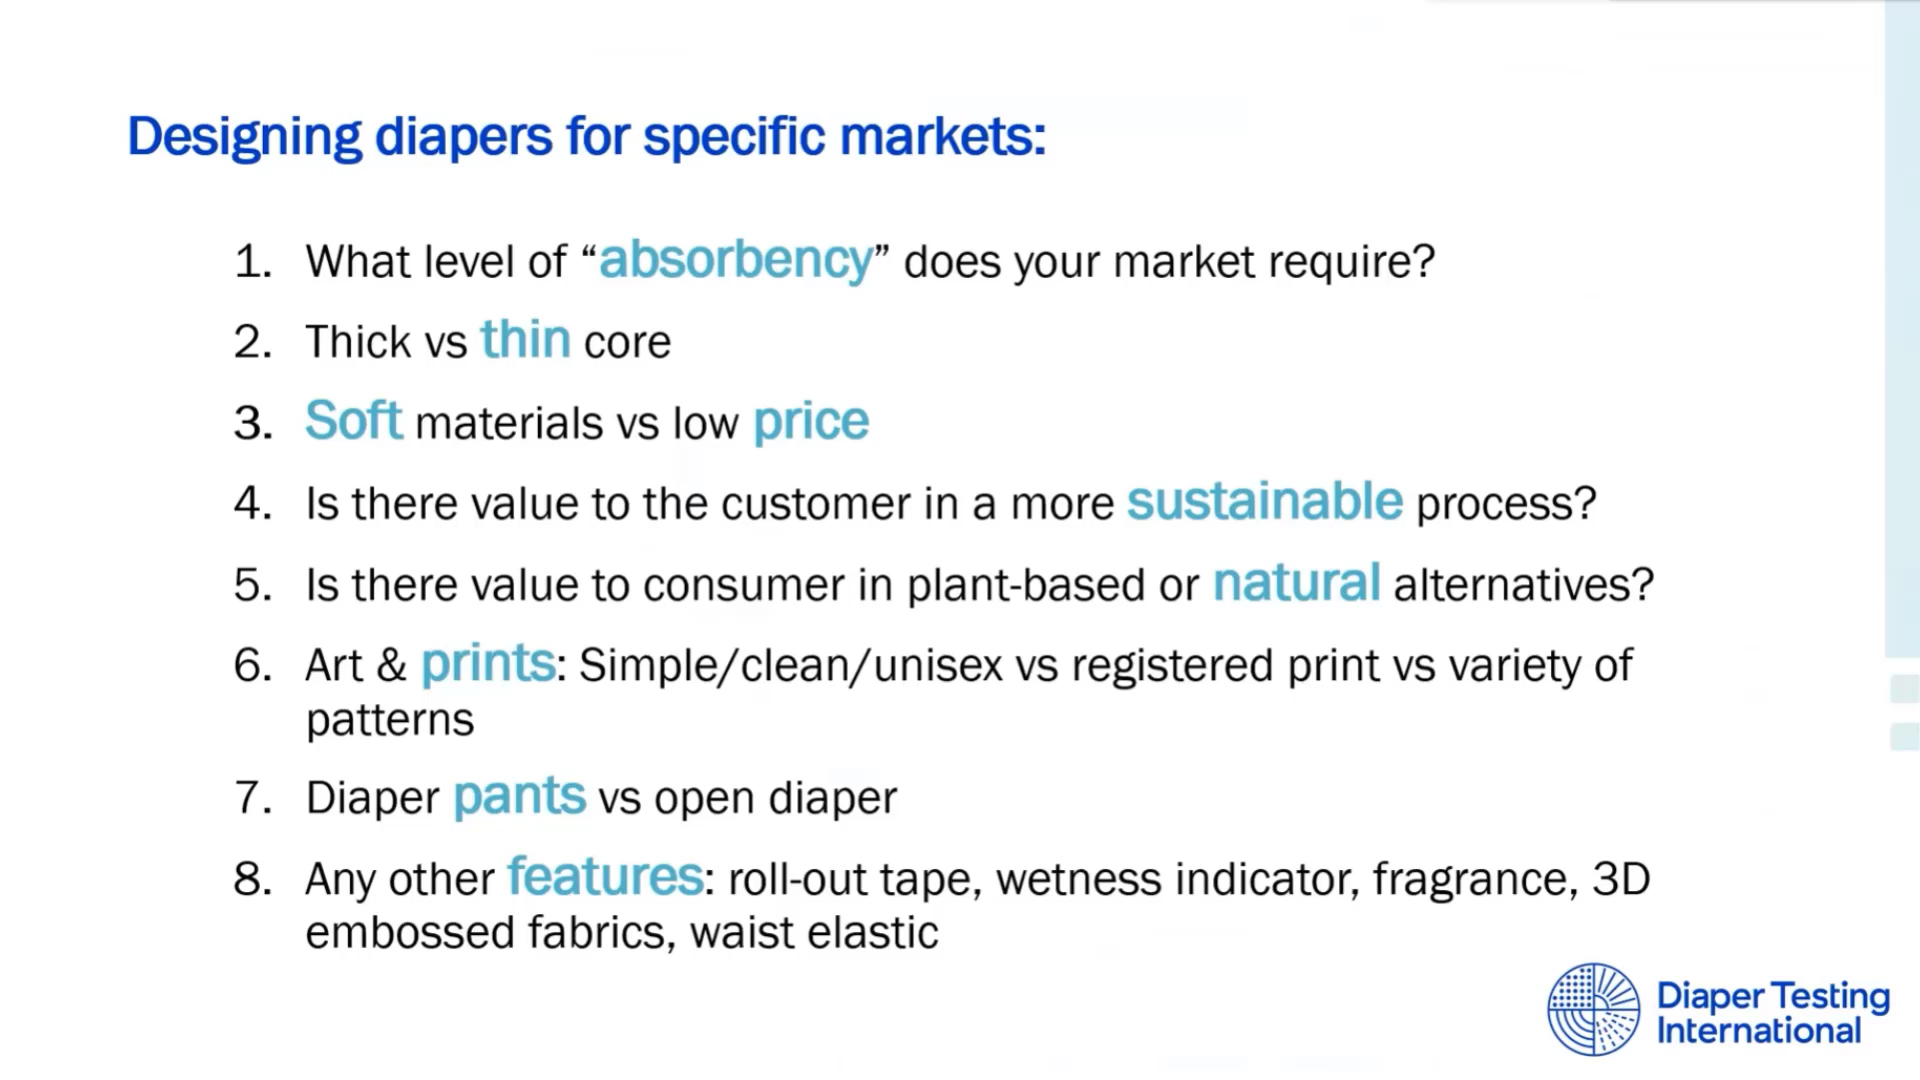 Designing diapers for specific markets:
1. What level of “absorbency” does your market require?
2. Thick vs thin core
3. Soft materials vs low price
4. Is there value to the customer in a more sustainable process?
5. Is there value to consumer in plant-based or natural alternatives?
6. Art & prints: Simple/clean/unisex vs registered print vs variety of
patterns
7. Diaper pants vs open diaper
8. Any other features: roll-out tape, wetness indicator, fragrance, 3D
embossed fabrics, waist elastic
Diaper Testing
International